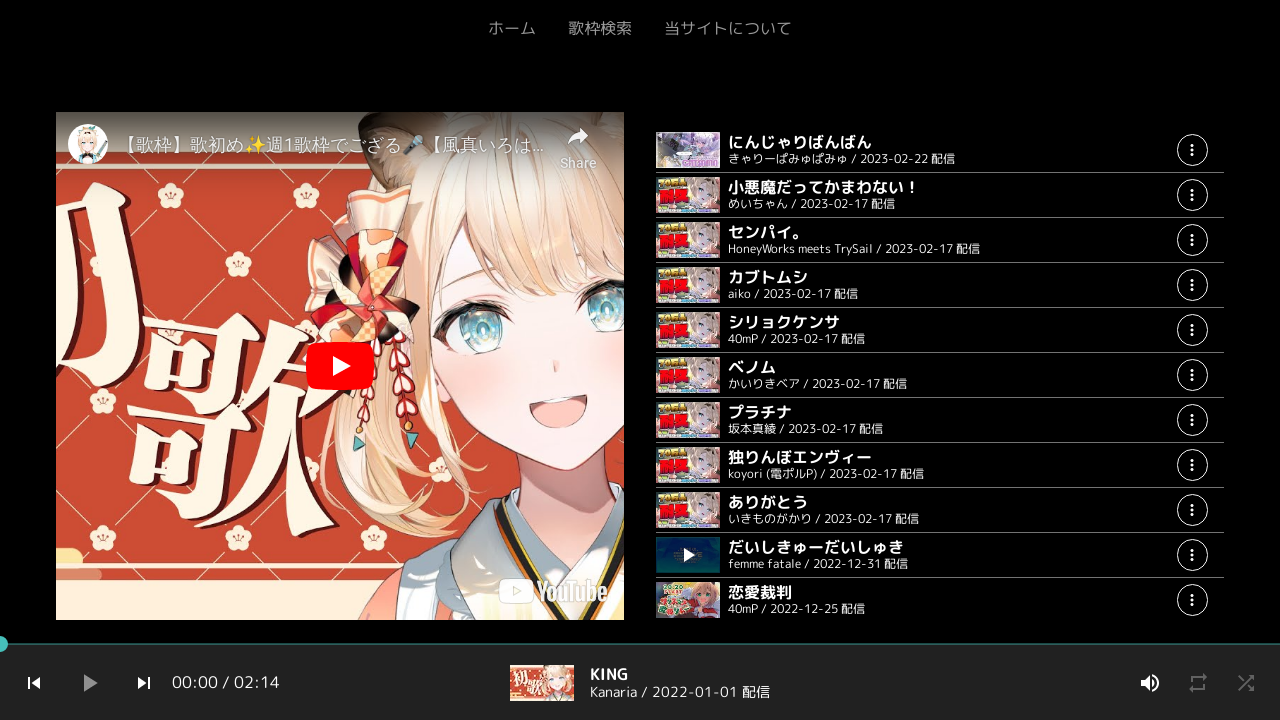 ホーム 歌枠検索 当サイトについて
【歌枠】歌初め✨週1歌枠でござる🎤【風真いろは...
Share
初歌
YouTube
にんじゃりばんばん
きゃりーぱみゅぱみゅ / 2023-02-22 配信
小悪魔だってかまわない！
めいちゃん / 2023-02-17 配信
センパイ。
HoneyWorks meets TrySail / 2023-02-17 配信
カブトムシ
aiko / 2023-02-17 配信
シリョクケンサ
40mP / 2023-02-17 配信
ベノム
かいりきベア / 2023-02-17 配信
プラチナ
坂本真綾 / 2023-02-17 配信
独りんぼエンヴィー
koyori (電ポルP) / 2023-02-17 配信
ありがとう
いきものがかり / 2023-02-17 配信
だいしきゅーだいしゅき
femme fatale / 2022-12-31 配信
恋愛裁判
40mP / 2022-12-25 配信
00:00 / 02:14
初歌
KING
Kanaria / 2022-01-01 配信